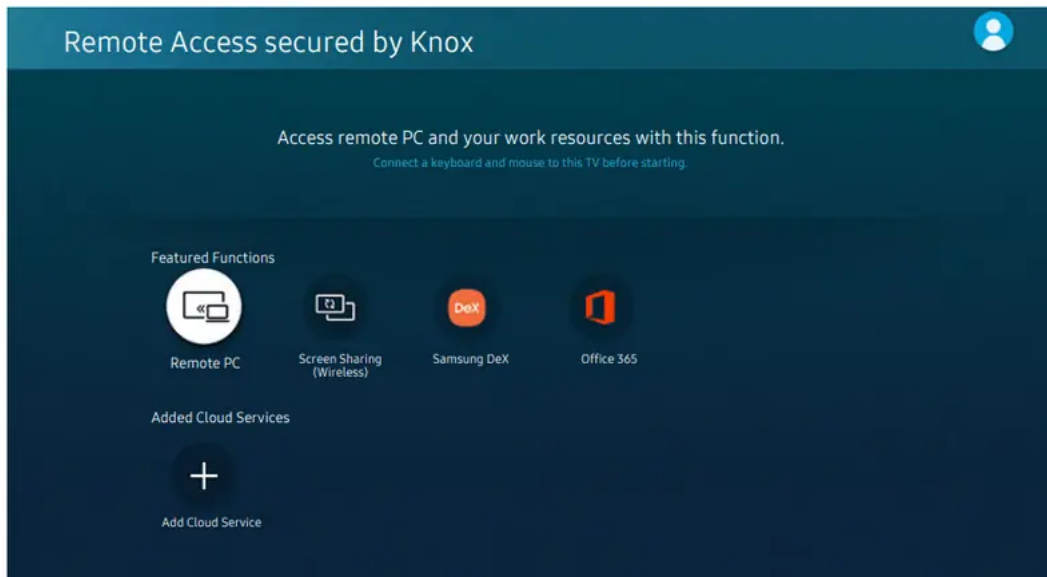 Remote Access secured by Knox
Access remote PC and your work resources with this function.
Connect a keyboard and mouse to this TV before starting.
Featured Functions
Remote PC
Screen Sharing
(Wireless)
DeX
Samsung DeX
Office 365
Added Cloud Services
Add Cloud Service